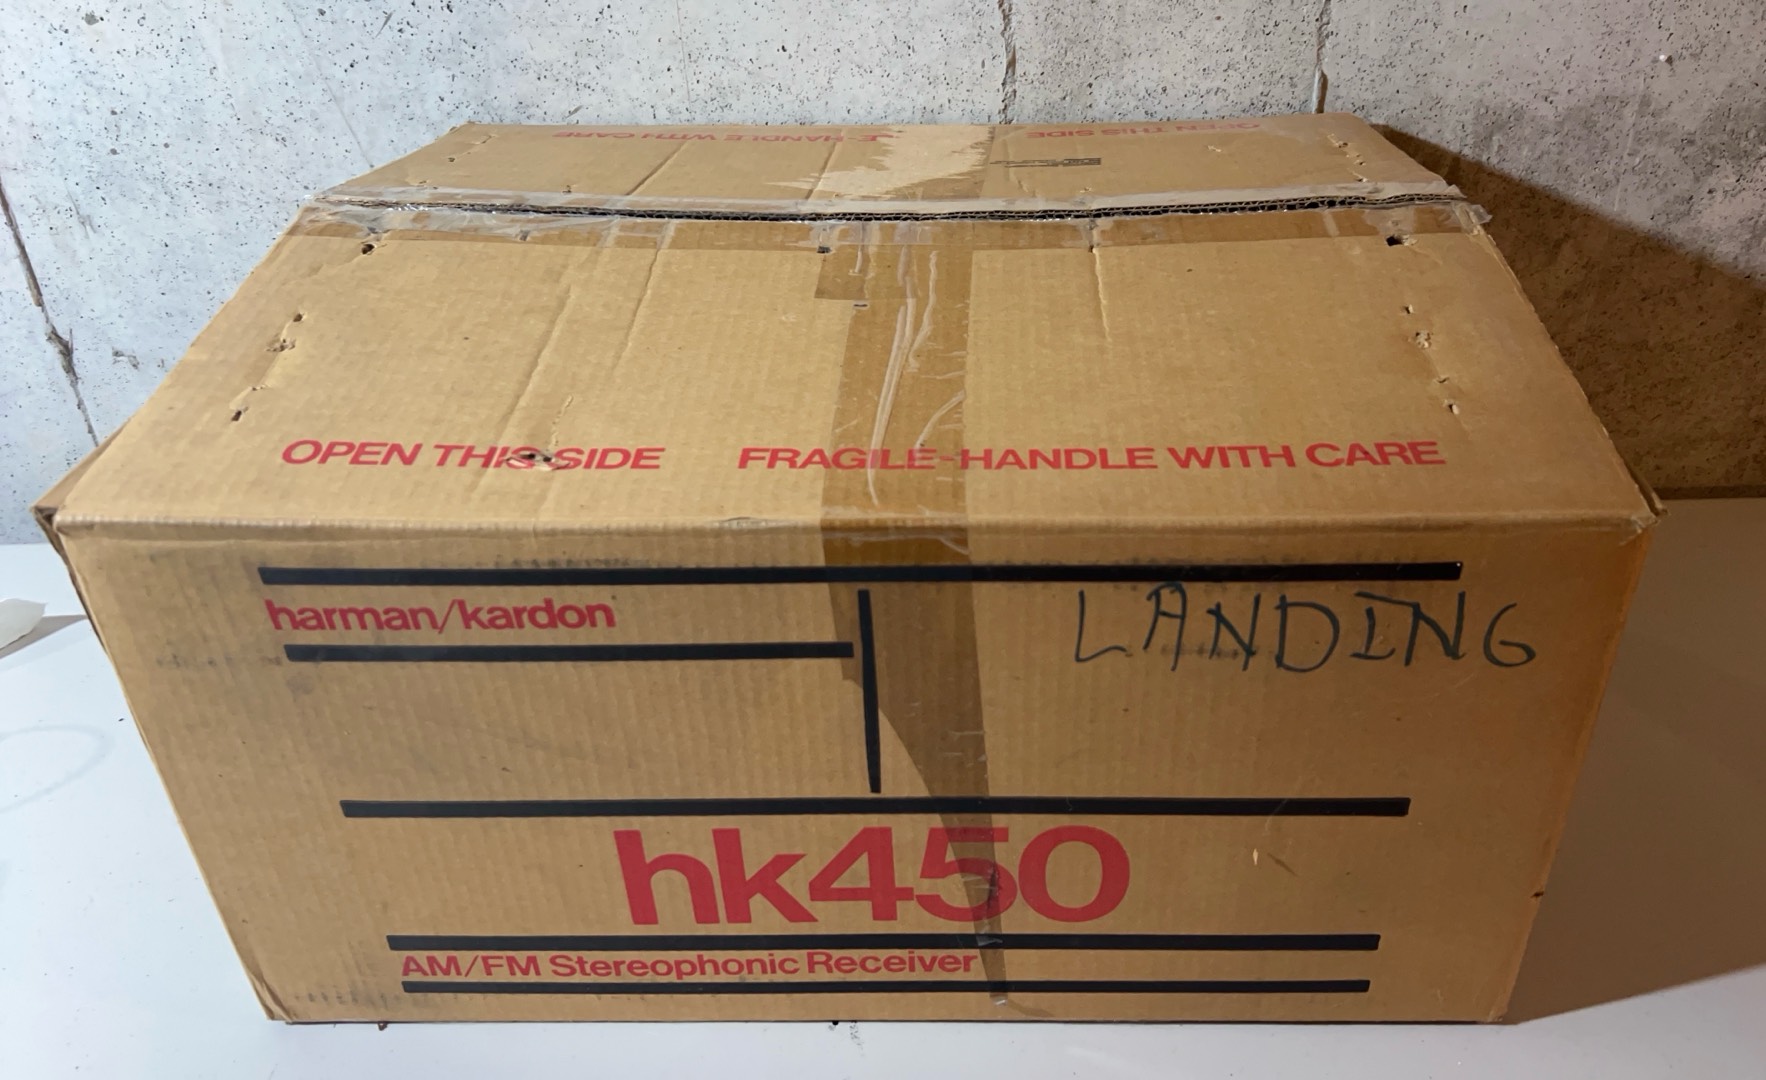 OPEN THIS SIDE
E-HANDLE WITH CARE
OPEN THIS SIDE FRAGILE-HANDLE WITH CARE
harman/kardon
LANDING
hk450
AM/FM Stereophonic Receiver